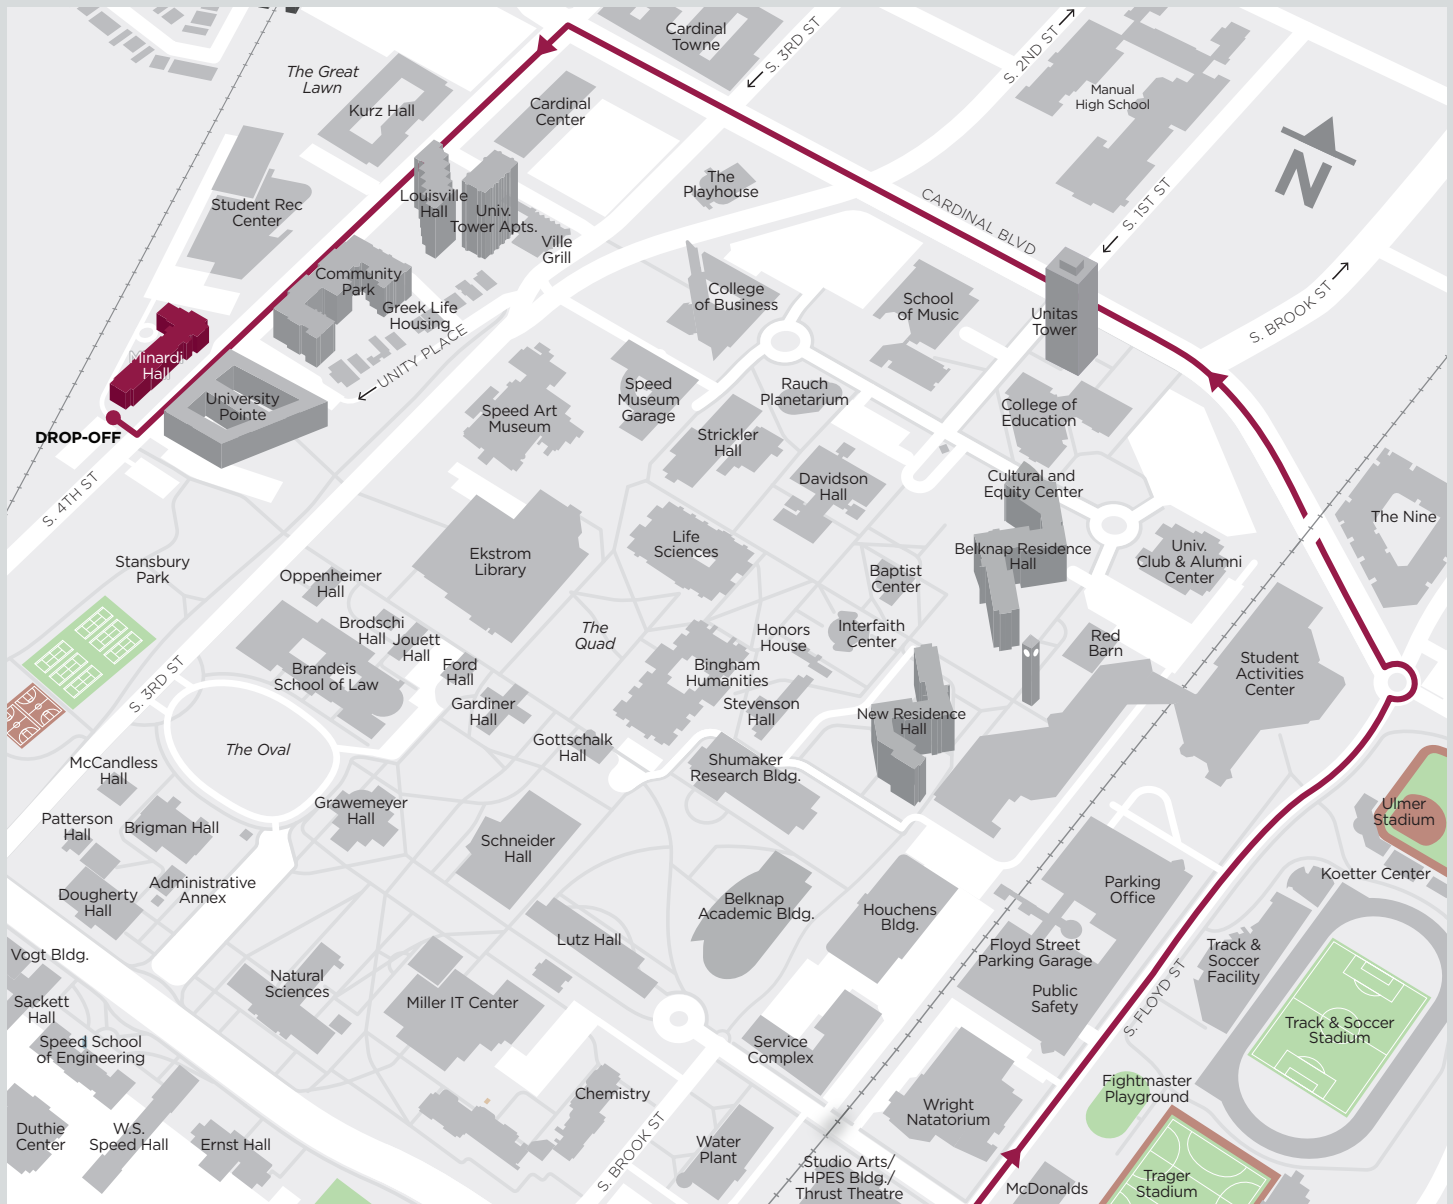 Cardinal
Towne
S. 3RD ST
S. 2ND ST
The Great
Lawn
Kurz Hall
Cardinal
Center
Manual
High School
N
The
Playhouse
Louisville
Hall
Univ.
Tower Apts.
Student Rec
Center
Ville
Grill
CARDINAL BLVD
S. 1ST ST
Community
Park
Greek Life
Housing
UNITY PLACE
College
of Business
School
of Music
Unitas
Tower
S. BROOK ST
Minardi
Hall
University
Pointe
DROP-OFF
S. 4TH ST
Speed Art
Museum
Speed
Museum
Garage
Rauch
Planetarium
Strickler
Hall
College of
Education
Davidson
Hall
Cultural and
Equity Center
The Nine
Stansbury
Park
Oppenheimer
Hall
Ekstrom
Library
Life
Sciences
Baptist
Center
Belknap Residence
Hall
Univ.
Club & Alumni
Center
Brodschi
Hall
Jouett
Hall
The
Quad
Honors
House
Interfaith
Center
Red
Barn
Brandeis
School of Law
Ford
Hall
Bingham
Humanities
Student
Activities
Center
S. 3RD ST
Gardiner
Hall
Stevenson
Hall
New Residence
Hall
The Oval
Gottschalk
Hall
McCandless
Hall
Shumaker
Research Bldg.
Grawemeyer
Hall
Ulmer
Stadium
Patterson
Hall
Brigman Hall
Schneider
Hall
Koetter Center
Administrative
Annex
Dougherty
Hall
Belknap
Academic Bldg.
Houchens
Bldg.
Parking
Office
Lutz Hall
Floyd Street
Parking Garage
Track &
Soccer
Facility
Vogt Bldg.
Natural
Sciences
Miller IT Center
Public
Safety
S. FLOYD ST
Sackett
Hall
Track & Soccer
Stadium
Speed School
of Engineering
Service
Complex
Chemistry
Fightmaster
Playground
Wright
Natatorium
Duthie
Center
W.S.
Speed Hall
Ernst Hall
S. BROOK ST
Water
Plant
Studio Arts/
HPES Bldg./
Thrust Theatre
McDonalds
Trager
Stadium